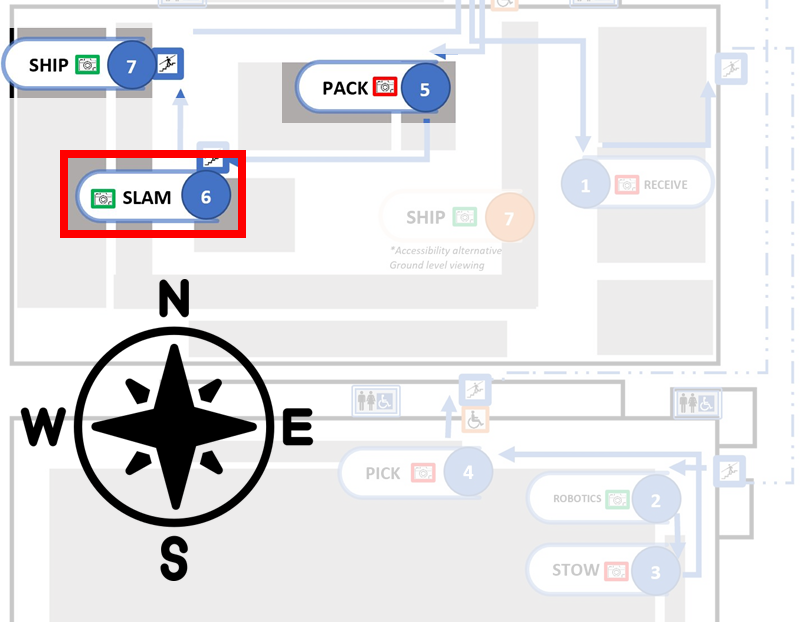 SHIP 7
PACK 5
SLAM 6
1 RECEIVE
SHIP 7
*Accessibility alternative
Ground level viewing
N
W E
S
PICK 4
ROBOTICS 2
STOW 3